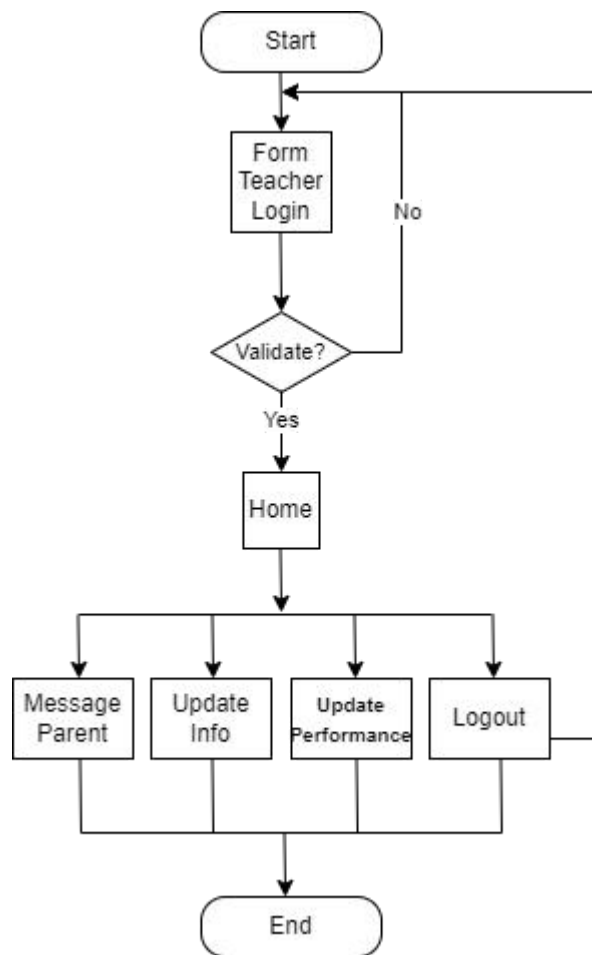 Start
Form
Teacher
Login
No
Validate?
Yes
Home
Message
Parent
Update
Info
Update
Performance
Logout
End